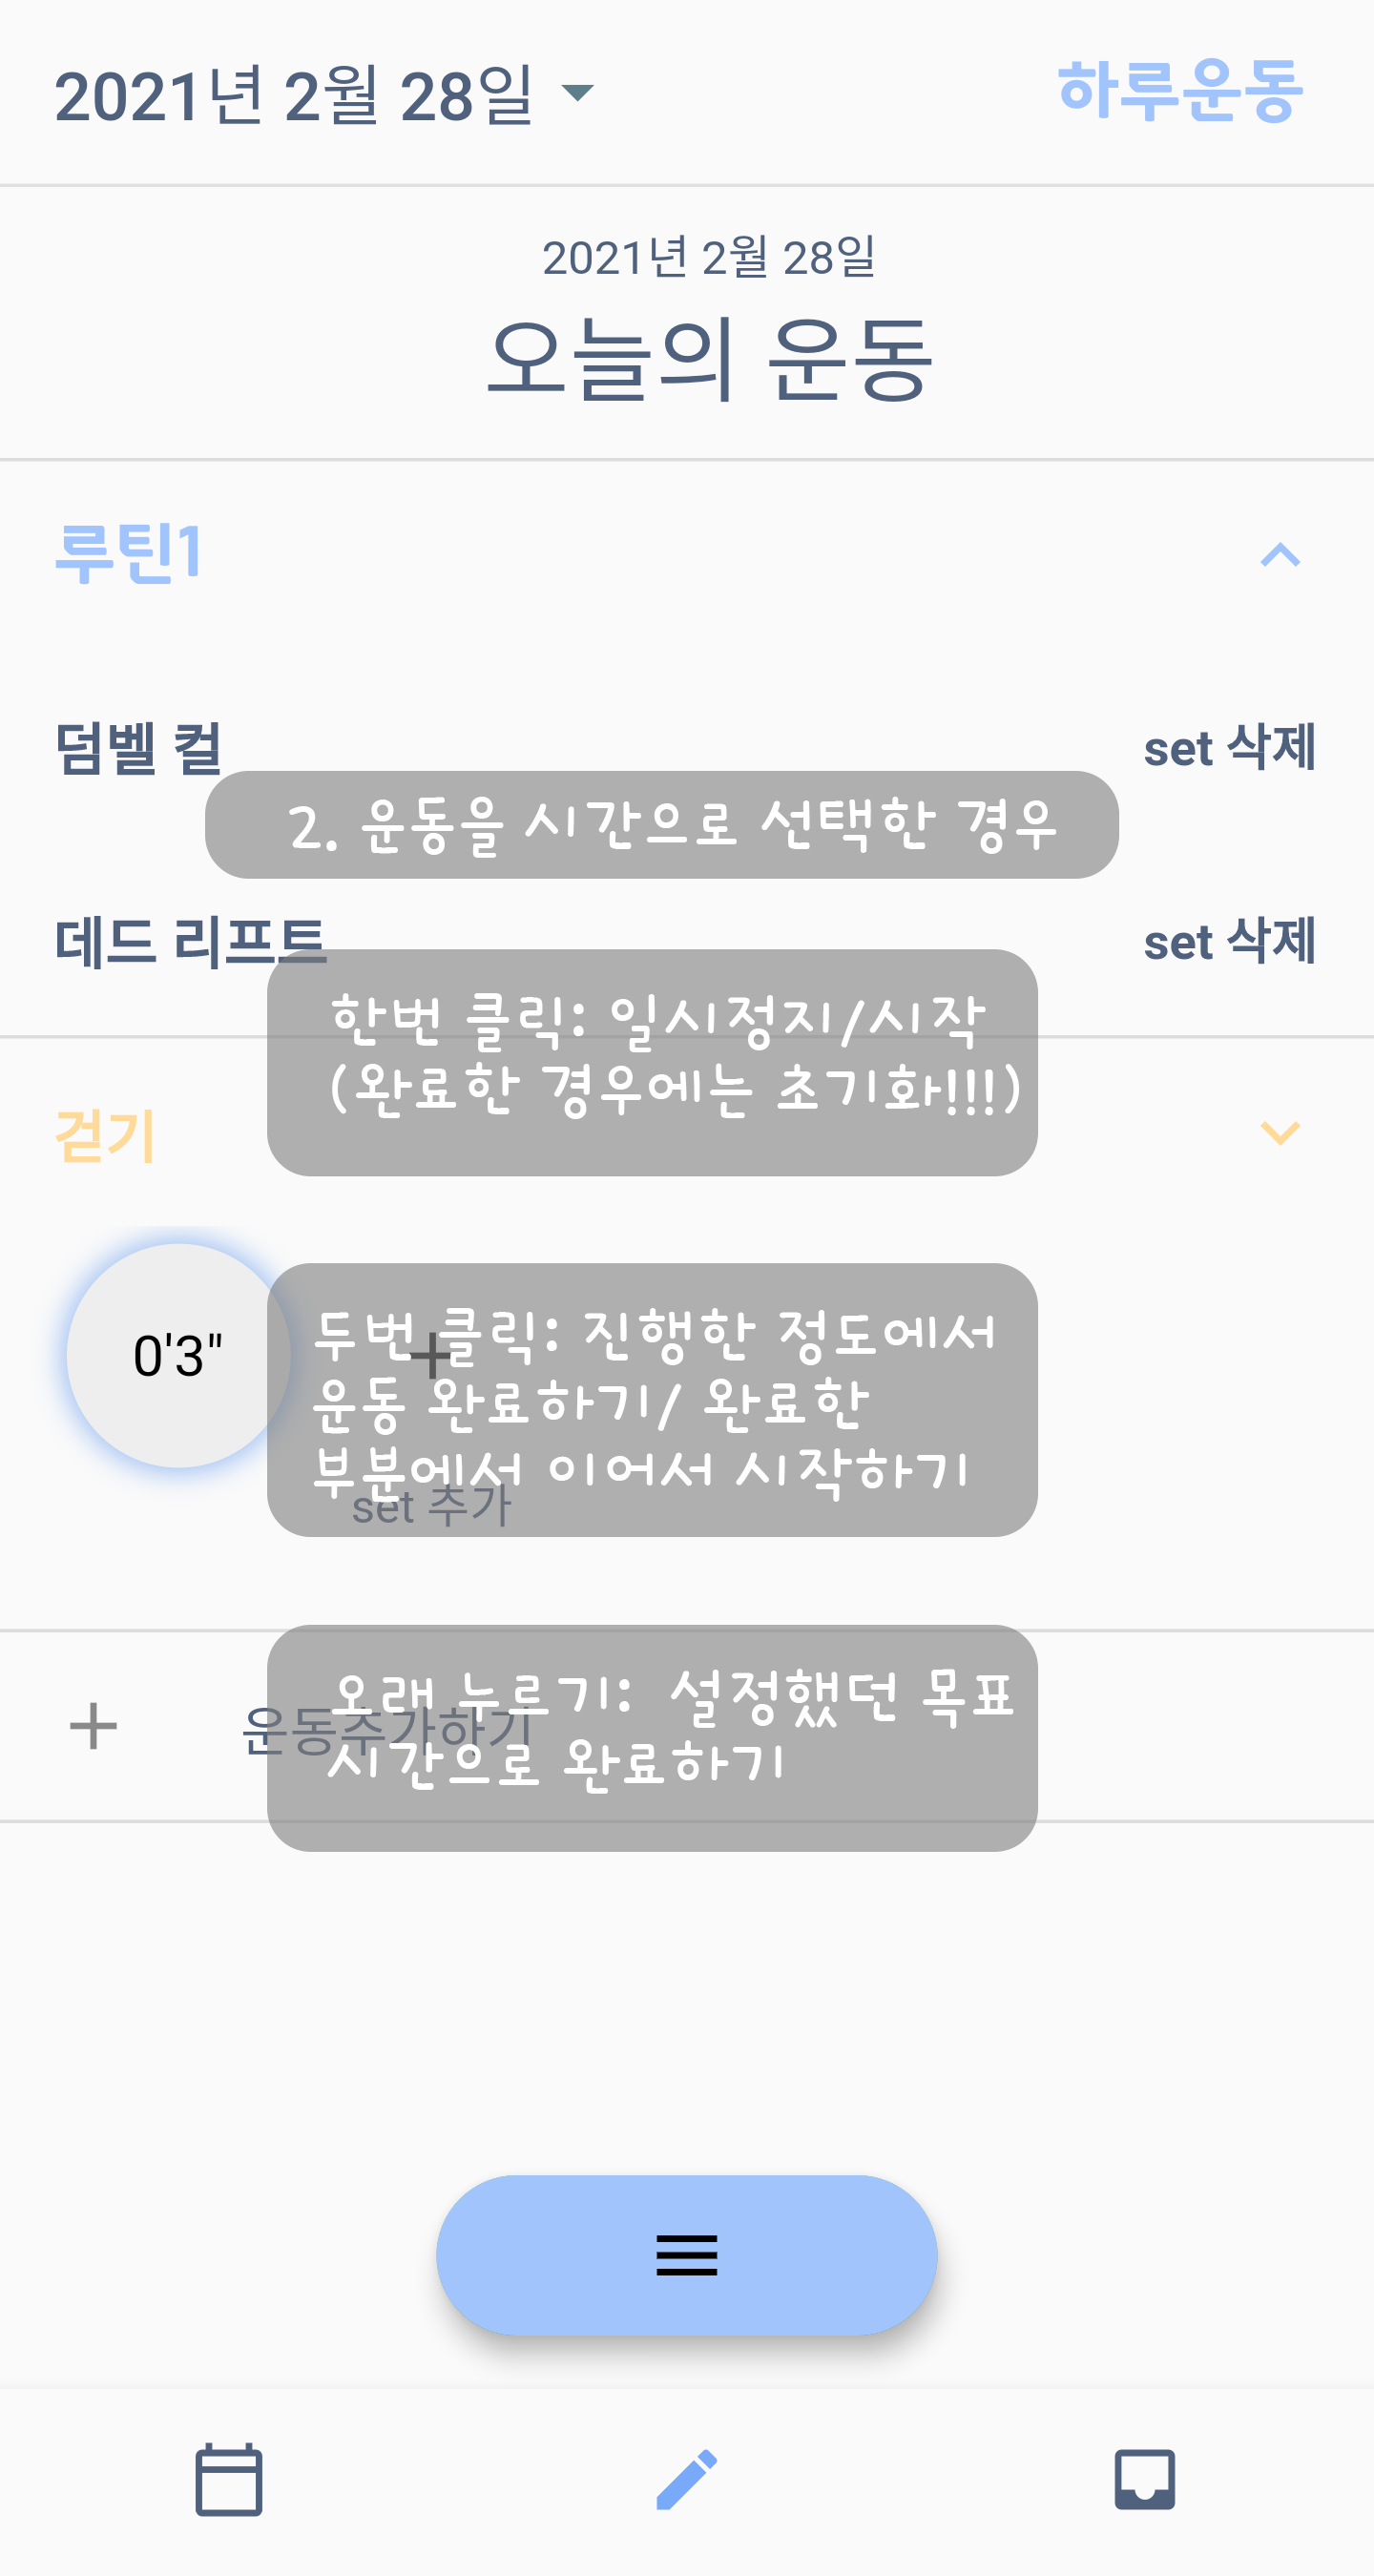 2021년 2월 28일
하루운동
2021년 2월 28일
오늘의 운동
루틴1
덤벨 컬
set 삭제
2. 운동을 시간으로 선택한 경우
데드 리프트
set 삭제
한번 클릭: 일시정지/시작
(완료한 경우에는 초기화!!!)
걷기
0'3"
두번 클릭: 진행한 정도에서
운동 완료하기/ 완료한
부분에서 이어서 시작하기
set 추가
오래 누르기: 설정했던 목표
시간으로 완료하기
운동추가하기